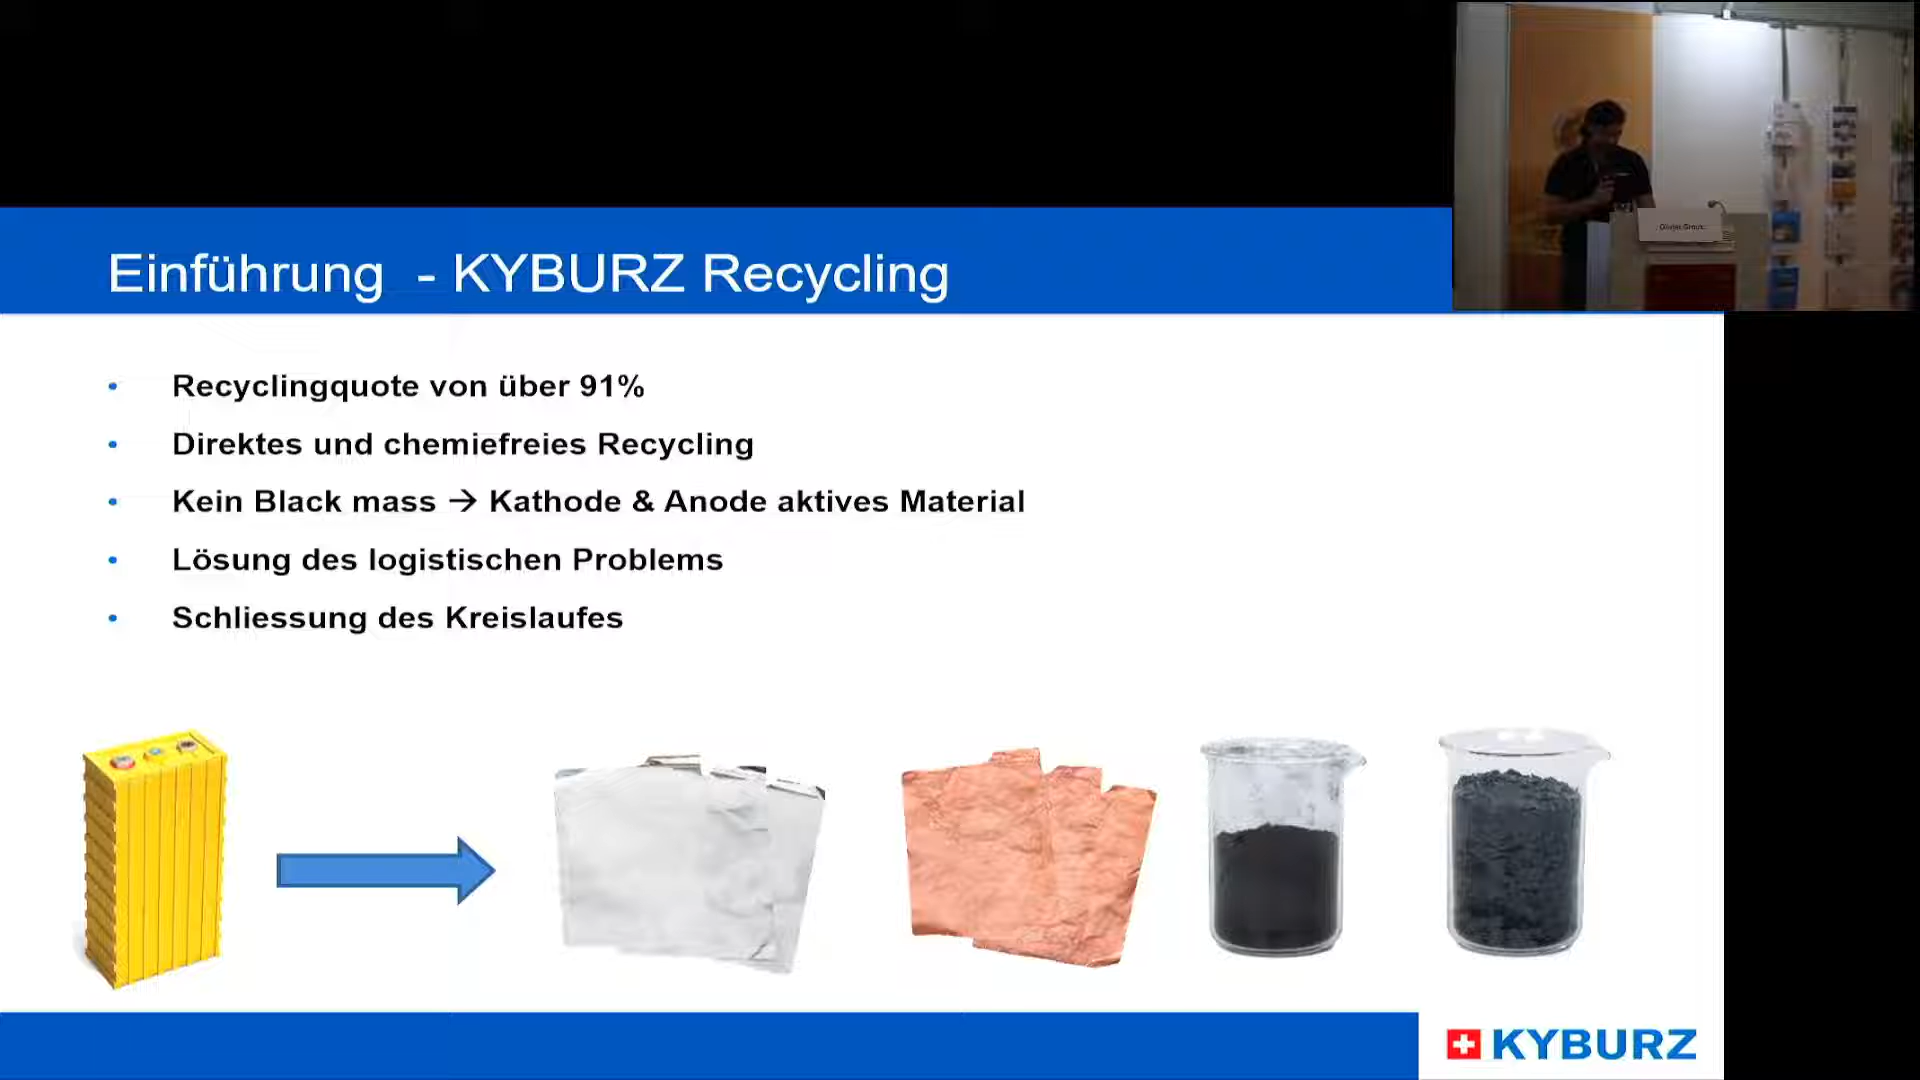 Einführung - KYBURZ Recycling
• Recyclingquote von über 91%
• Direktes und chemiefreies Recycling
• Kein Black mass → Kathode & Anode aktives Material
• Lösung des logistischen Problems
• Schliessung des Kreislaufes
KYBURZ